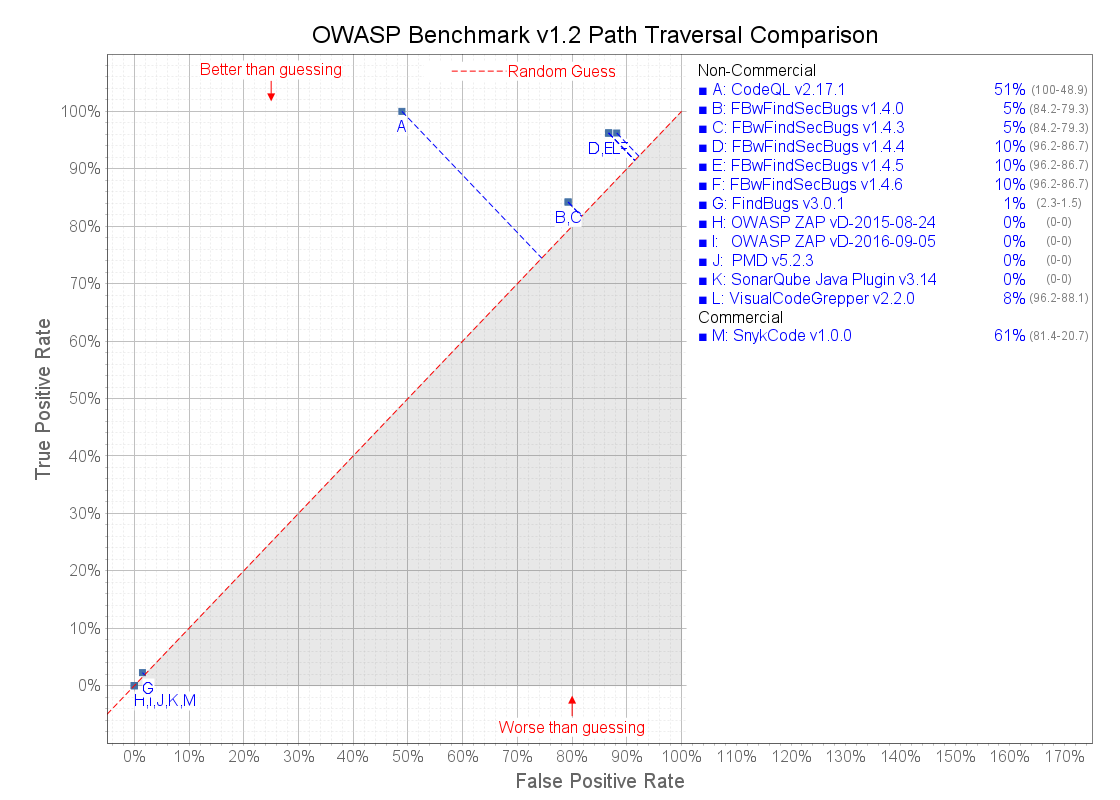 OWASP Benchmark v1.2 Path Traversal Comparison
Better than guessing
Random Guess
Non-Commercial
A: CodeQL v2.17.1 51% (100-48.9)
B: FBwFindSecBugs v1.4.0 5% (84.2-79.3)
C: FBwFindSecBugs v1.4.3 5% (84.2-79.3)
D: FBwFindSecBugs v1.4.4 10% (96.2-86.7)
E: FBwFindSecBugs v1.4.5 10% (96.2-86.7)
F: FBwFindSecBugs v1.4.6 10% (96.2-86.7)
G: FindBugs v3.0.1 1% (2.3-1.5)
H: OWASP ZAP vD-2015-08-24 0% (0-0)
I: OWASP ZAP vD-2016-09-05 0% (0-0)
J: PMD v5.2.3 0% (0-0)
K: SonarQube Java Plugin v3.14 0% (0-0)
L: VisualCodeGrepper v2.2.0 8% (96.2-88.1)
Commercial
M: SnykCode v1.0.0 61% (81.4-20.7)
True Positive Rate
100%
90%
80%
70%
60%
50%
40%
30%
20%
10%
0%
A
B,C
G
H,I,J,K,M
Worse than guessing
0% 10% 20% 30% 40% 50% 60% 70% 80% 90% 100% 110% 120% 130% 140% 150% 160% 170%
False Positive Rate